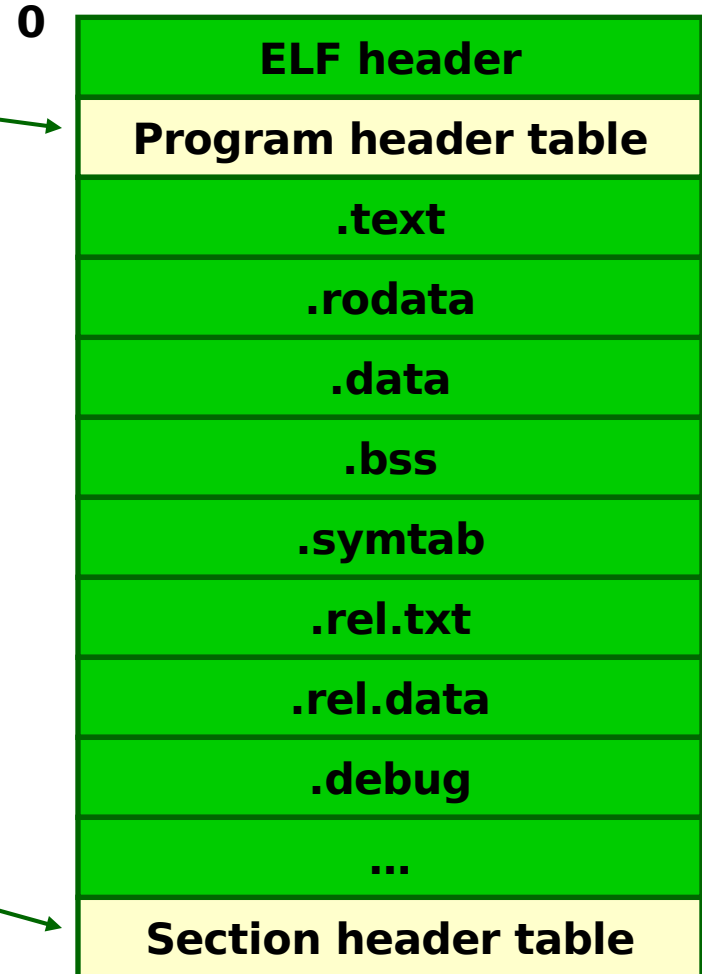 0
ELF header
Program header table
.text
.rodata
.data
.bss
.symtab
.rel.txt
.rel.data
.debug
...
Section header table